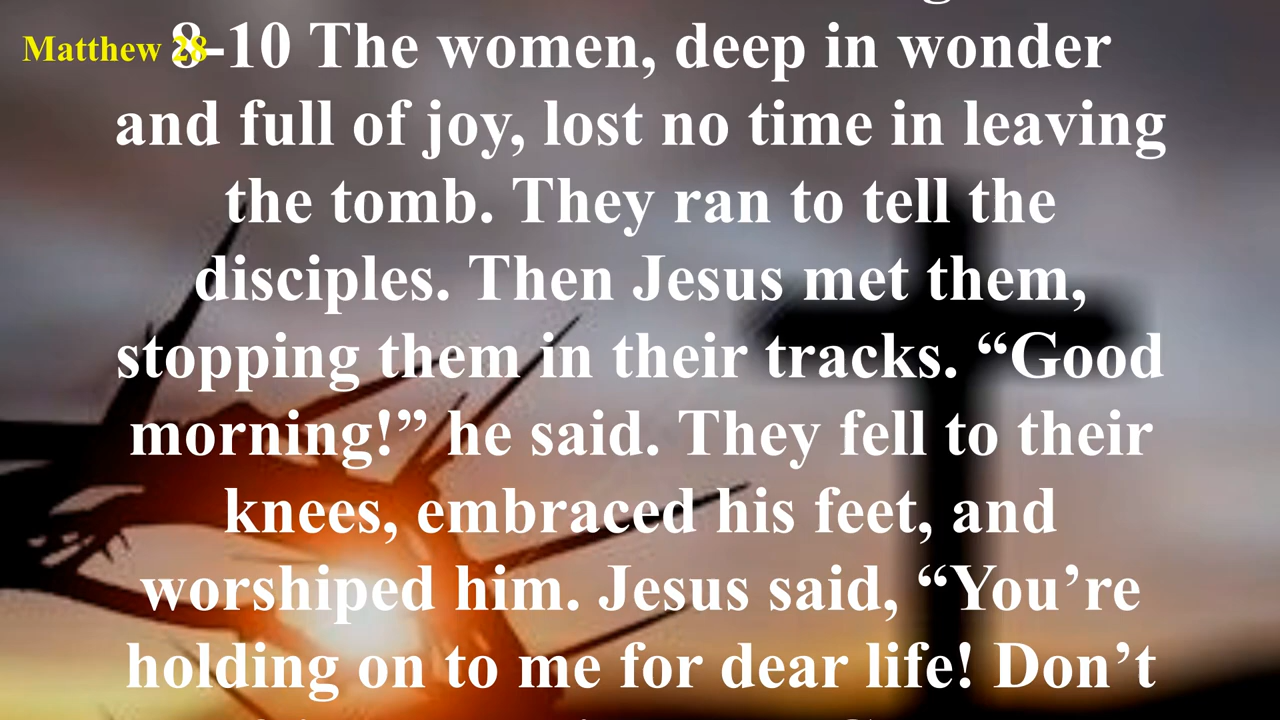 Matthew 28
8-10 The women, deep in wonder
and full of joy, lost no time in leaving
the tomb. They ran to tell the
disciples. Then Jesus met them,
stopping them in their tracks. “Good
morning!” he said. They fell to their
knees, embraced his feet, and
worshiped him. Jesus said, “You’re
holding on to me for dear life! Don’t